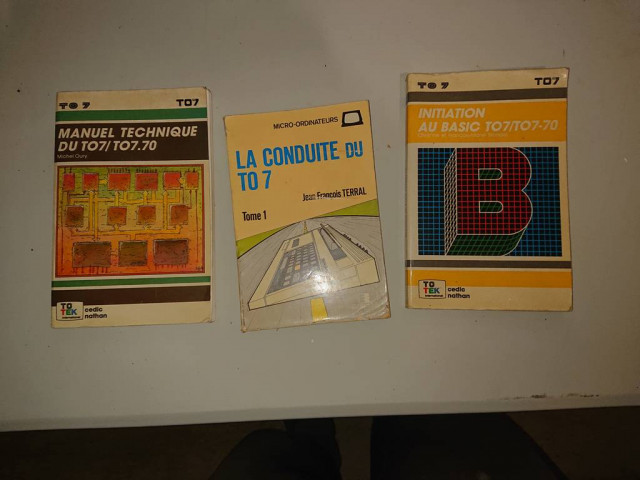 TO 7 TO7
MANUEL TECHNIQUE
DU TO7/TO7.70
Michel Oury
TO
TEK
international
cedic
nathan
MICRO-ORDINATEURS
LA CONDUITE DU
TO 7
Jean François TERRAL
Tome 1
TO 7 TO7
INITIATION
AU BASIC TO7/TO7-70
B
TO
TEK
international
cedic
nathan